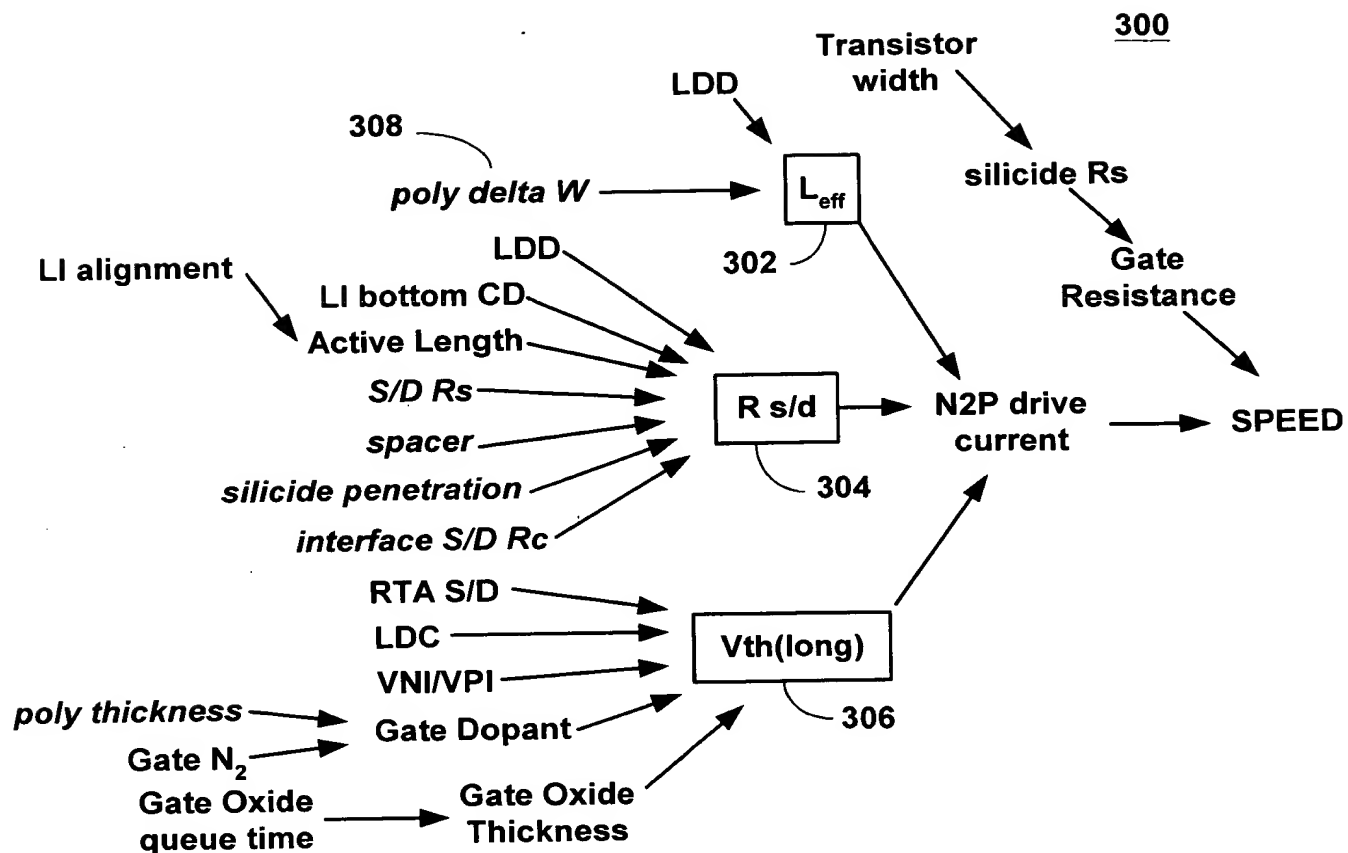 300
Transistor
width
LDD
308
poly delta W
Leff
silicide Rs
302
LDD
LI alignment
Gate
Resistance
LI bottom CD
Active Length
S/D Rs
R s/d
N2P drive
current
SPEED
spacer
304
silicide penetration
interface S/D Rc
RTA S/D
LDC
Vth(long)
VNI/VPI
poly thickness
306
Gate Dopant
Gate N2
Gate Oxide
queue time
Gate Oxide
Thickness